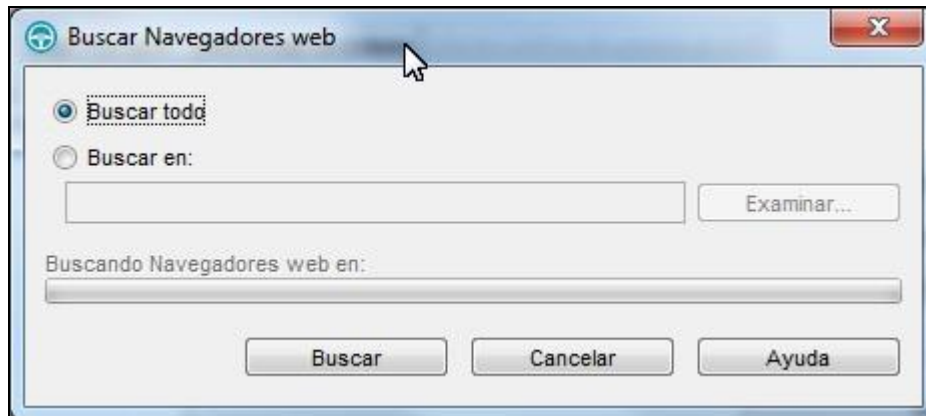 Buscar Navegadores web
Buscar todo
Buscar en:
Examinar...
Buscando Navegadores web en:
Buscar Cancelar Ayuda